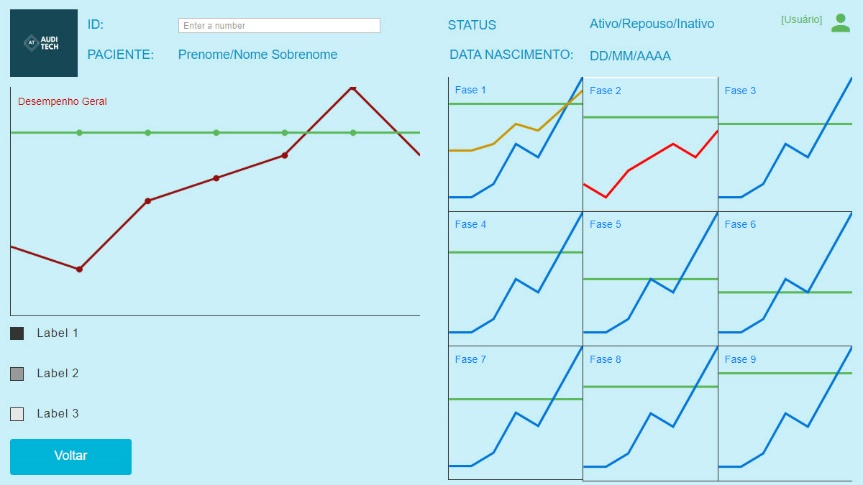 AT AUDI
TECH
ID:
Enter a number
PACIENTE:
Prenome/Nome Sobrenome
STATUS
Ativo/Repouso/Inativo
[Usuário]
DATA NASCIMENTO:
DD/MM/AAAA
Desempenho Geral
Label 1
Label 2
Label 3
Voltar
Fase 1
Fase 2
Fase 3
Fase 4
Fase 5
Fase 6
Fase 7
Fase 8
Fase 9